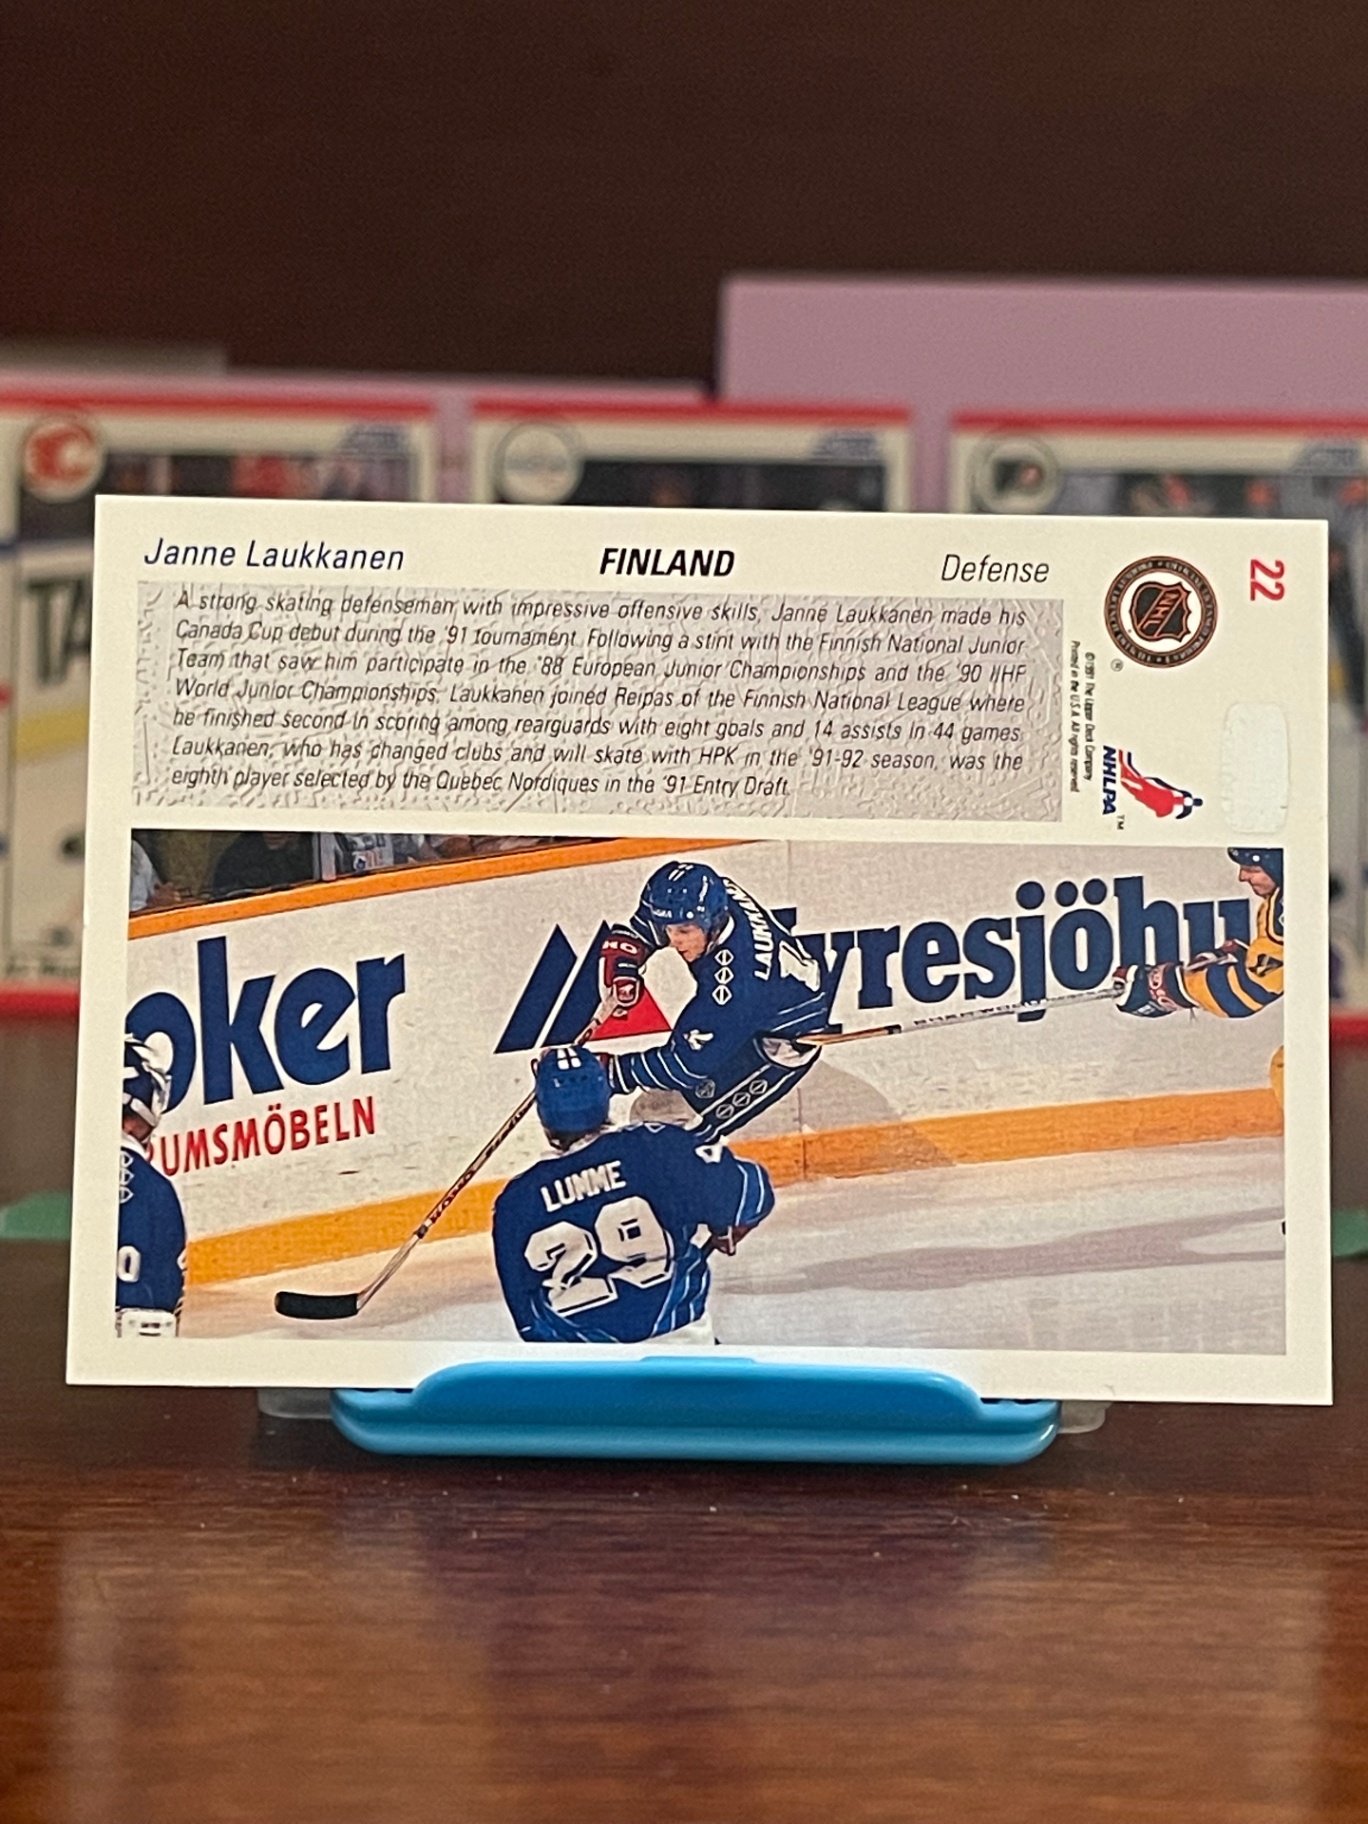 Janne Laukkanen FINLAND Defense
22
A strong skating defenseman with impressive offensive skills, Janne Laukkanen made his
Canada Cup debut during the '91 tournament. Following a stint with the Finnish National Junior
Team that saw him participate in the '88 European Junior Championships and the '90 IIHF
World Junior Championships, Laukkanen joined Reipas of the Finnish National League where
he finished second in scoring among rearguards with eight goals and 14 assists in 44 games.
Laukkanen, who has changed clubs and will skate with HPK in the '91-92 season, was the
eighth player selected by the Quebec Nordiques in the '91 Entry Draft.
NHL
®
©1991 The Upper Deck Company
Printed in the U.S.A. All rights reserved
NHLPA
TM
oker
UMSMÖBELN
yresjöhu
LAUKKAN
LUMME
20
0
KOHO
TA